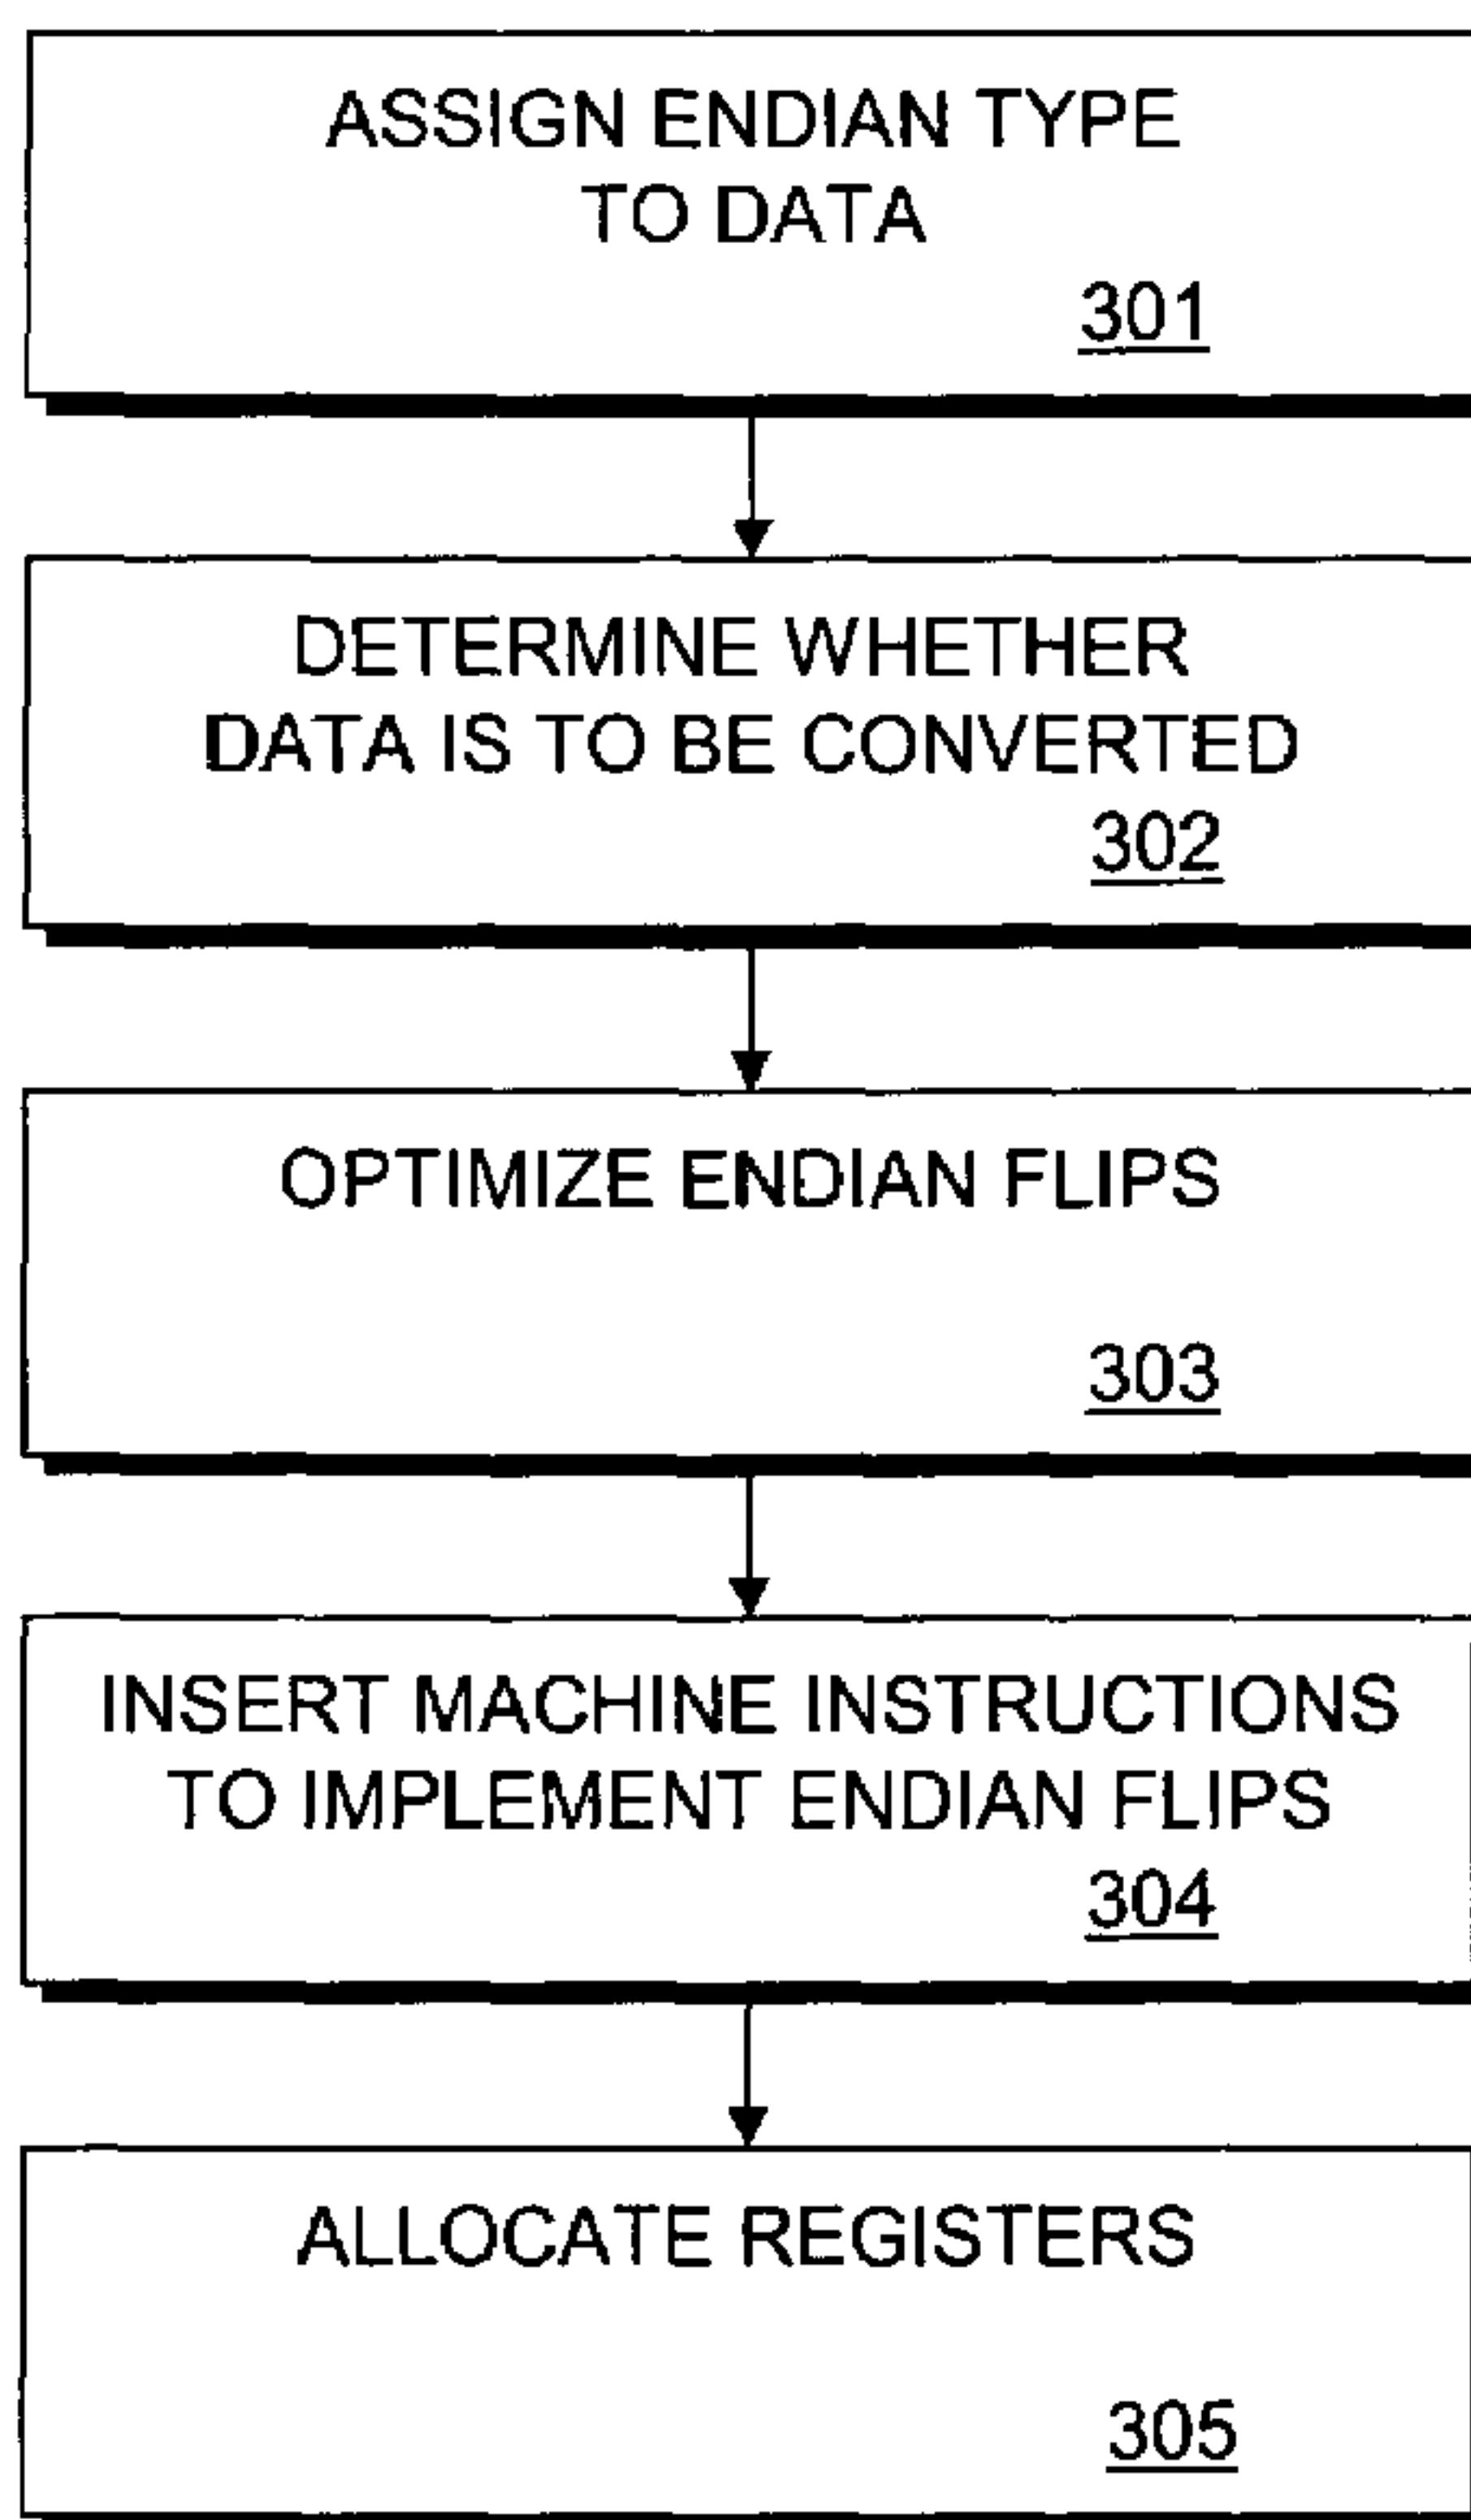 ASSIGN ENDIAN TYPE
TO DATA
301
DETERMINE WHETHER
DATA IS TO BE CONVERTED
302
OPTIMIZE ENDIAN FLIPS
303
INSERT MACHINE INSTRUCTIONS
TO IMPLEMENT ENDIAN FLIPS
304
ALLOCATE REGISTERS
305